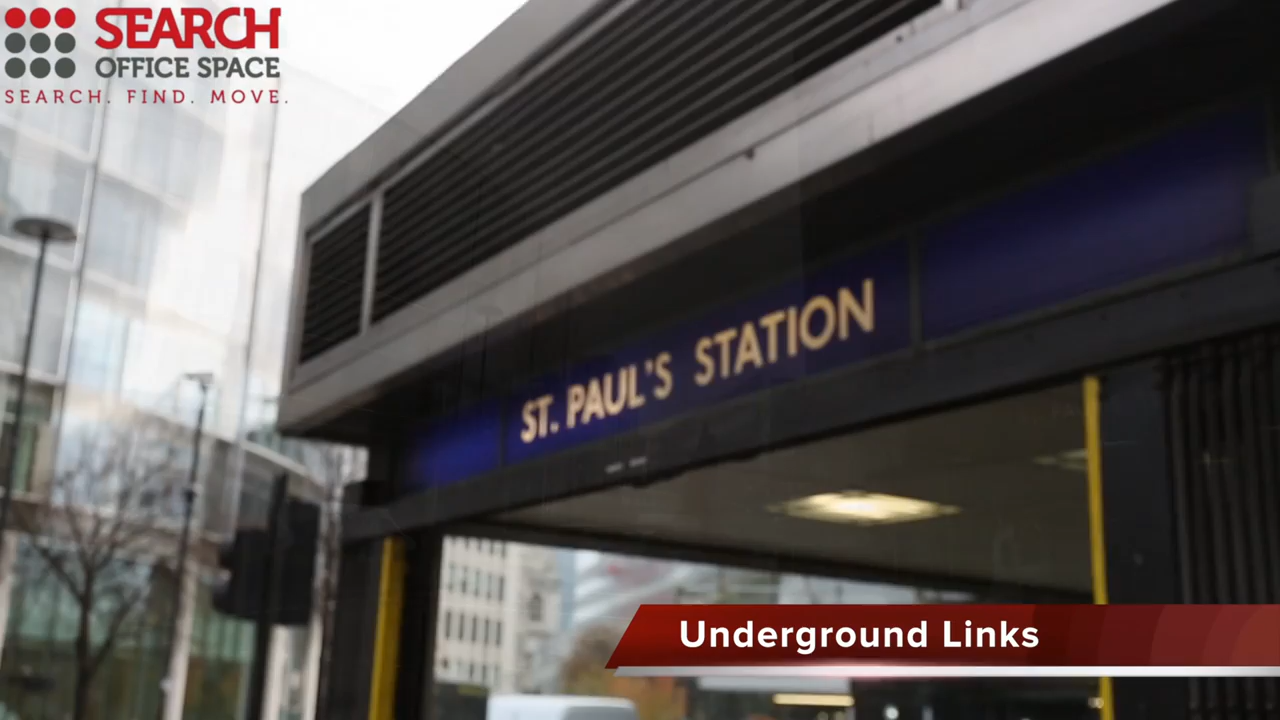 SEARCH
OFFICE SPACE
SEARCH. FIND. MOVE.
ST. PAUL'S STATION
Underground Links